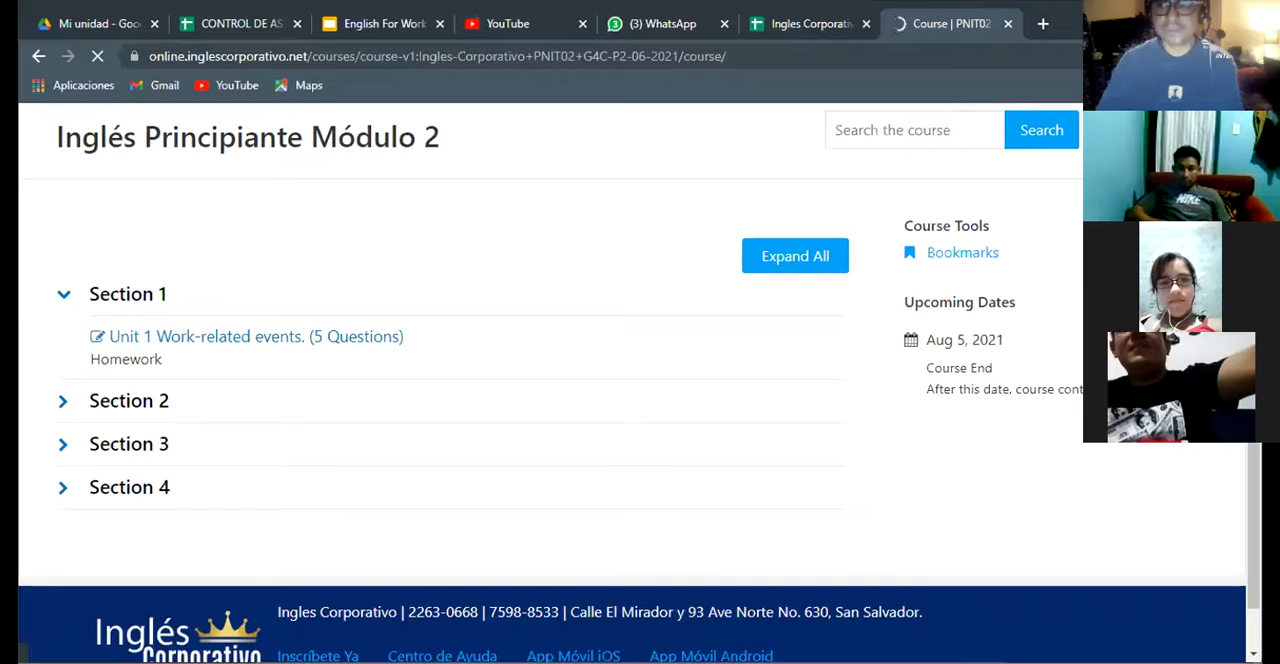 Mi unidad - Goo
CONTROL DE AS
English For Work
YouTube
(3) WhatsApp
Ingles Corporati
Course | PNIT02
online.inglescorporativo.net/courses/course-v1:Ingles-Corporativo+PNIT02+G4C-P2-06-2021/course/
Aplicaciones
Gmail
YouTube
Maps
Inglés Principiante Módulo 2
Search the course
Search
Expand All
Section 1
Unit 1 Work-related events. (5 Questions)
Homework
Section 2
Section 3
Section 4
Course Tools
Bookmarks
Upcoming Dates
Aug 5, 2021
Course End
After this date, course cont
NIKE
Inglés
Corporativo
Ingles Corporativo | 2263-0668 | 7598-8533 | Calle El Mirador y 93 Ave Norte No. 630, San Salvador.
Inscríbete Ya
Centro de Ayuda
App Móvil iOS
App Móvil Android